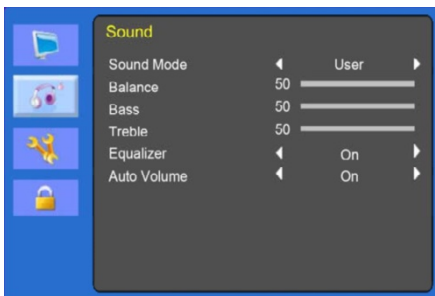 Sound
Sound Mode User
Balance 50
Bass 50
Treble 50
Equalizer On
Auto Volume On